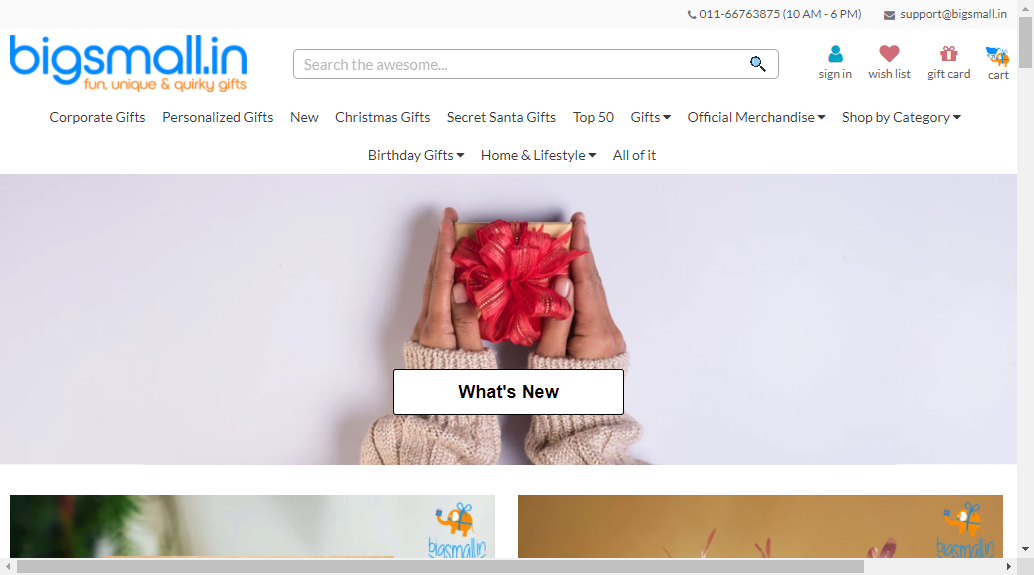 011-66763875 (10 AM - 6 PM) support@bigsmall.in
bigsmall.in
fun, unique & quirky gifts
Search the awesome...
sign in
wish list
gift card
cart
Corporate Gifts Personalized Gifts New Christmas Gifts Secret Santa Gifts Top 50 Gifts Official Merchandise Shop by Category
Birthday Gifts Home & Lifestyle All of it
What's New
bigsmall.in
bigsmall.in